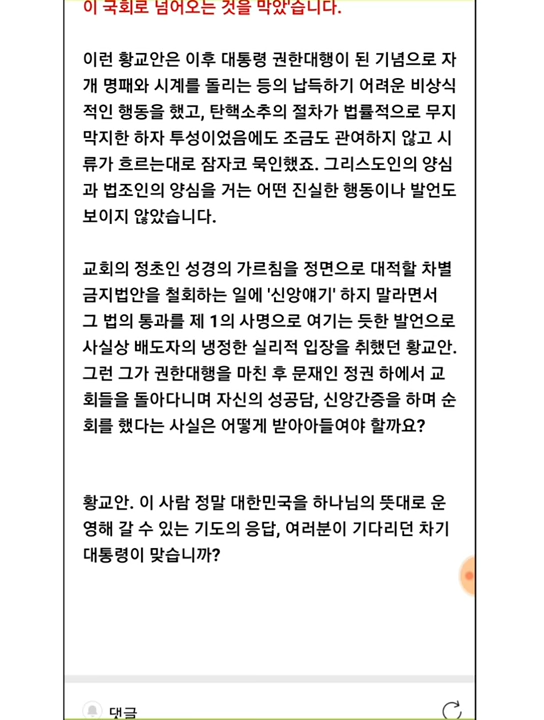 이 국회로 넘어오는 것을 막았'습니다.
이런 황교안은 이후 대통령 권한대행이 된 기념으로 자
개 명패와 시계를 돌리는 등의 납득하기 어려운 비상식
적인 행동을 했고, 탄핵소추의 절차가 법률적으로 무지
막지한 하자 투성이었음에도 조금도 관여하지 않고 시
류가 흐르는대로 잠자코 묵인했죠. 그리스도인의 양심
과 법조인의 양심을 거는 어떤 진실한 행동이나 발언도
보이지 않았습니다.
교회의 정초인 성경의 가르침을 정면으로 대적할 차별
금지법안을 철회하는 일에 '신앙얘기' 하지 말라면서
그 법의 통과를 제 1의 사명으로 여기는 듯한 발언으로
사실상 배도자의 냉정한 실리적 입장을 취했던 황교안.
그런 그가 권한대행을 마친 후 문재인 정권 하에서 교
회들을 돌아다니며 자신의 성공담, 신앙간증을 하며 순
회를 했다는 사실은 어떻게 받아아들여야 할까요?
황교안. 이 사람 정말 대한민국을 하나님의 뜻대로 운
영해 갈 수 있는 기도의 응답, 여러분이 기다리던 차기
대통령이 맞습니까?
댓글